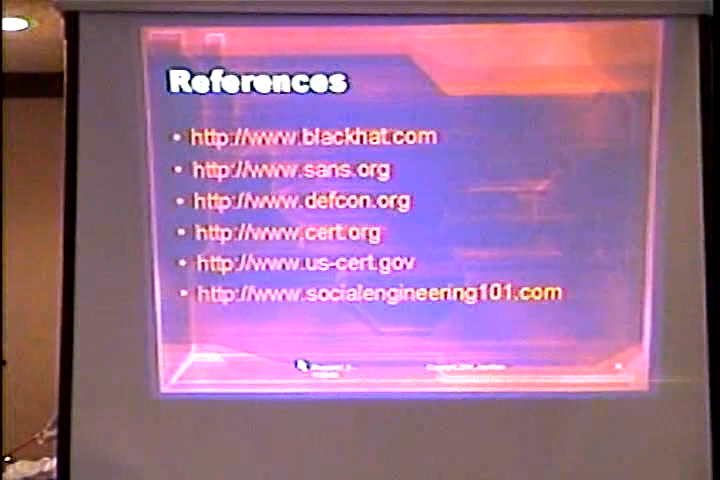 References
• http://www.blackhat.com
• http://www.sans.org
• http://www.defcon.org
• http://www.cert.org
• http://www.us-cert.gov
• http://www.socialengineering101.com